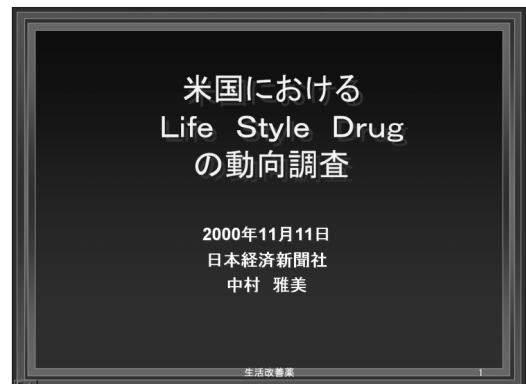 米国における
Life Style Drug
の動向調査
2000年11月11日
日本経済新聞社
中村 雅美
生活改善薬
1